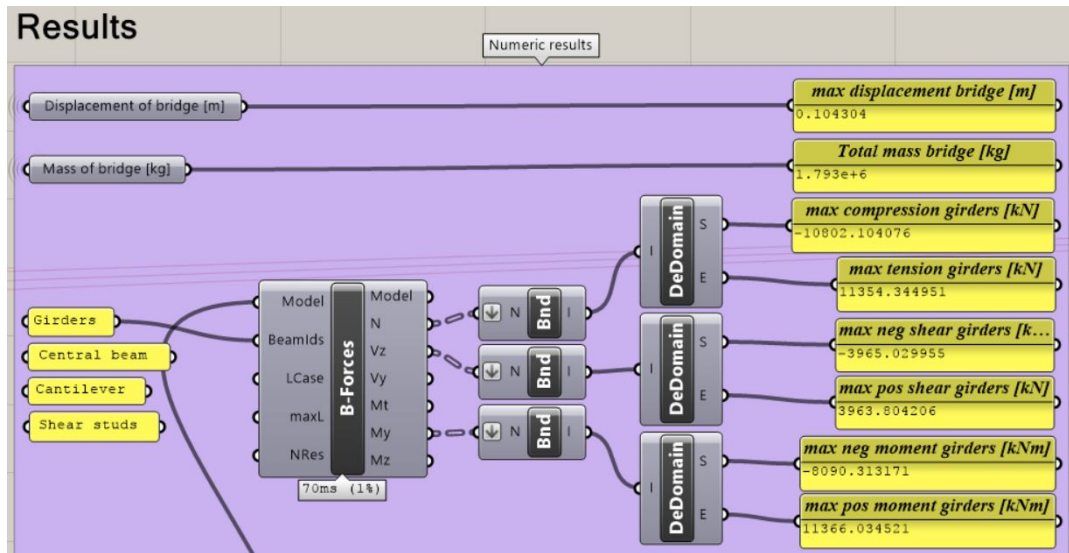 Results
Numeric results
Displacement of bridge [m]
max displacement bridge [m]
0.104304
Mass of bridge [kg]
Total mass bridge [kg]
1.793e+6
max compression girders [kN]
-10802.104076
max tension girders [kN]
11354.344951
max neg shear girders [k...
-3965.029955
max pos shear girders [kN]
3963.804206
max neg moment girders [kNm]
-8090.313171
max pos moment girders [kNm]
11366.034521
Girders
Central beam
Cantilever
Shear studs
Model
BeamIds
LCase
maxL
NRes
B-Forces
Model
N
Vz
Vy
Mt
My
Mz
70ms (1%)
N Bnd I
N Bnd I
N Bnd I
I DeDomain S E
I DeDomain S E
I DeDomain S E